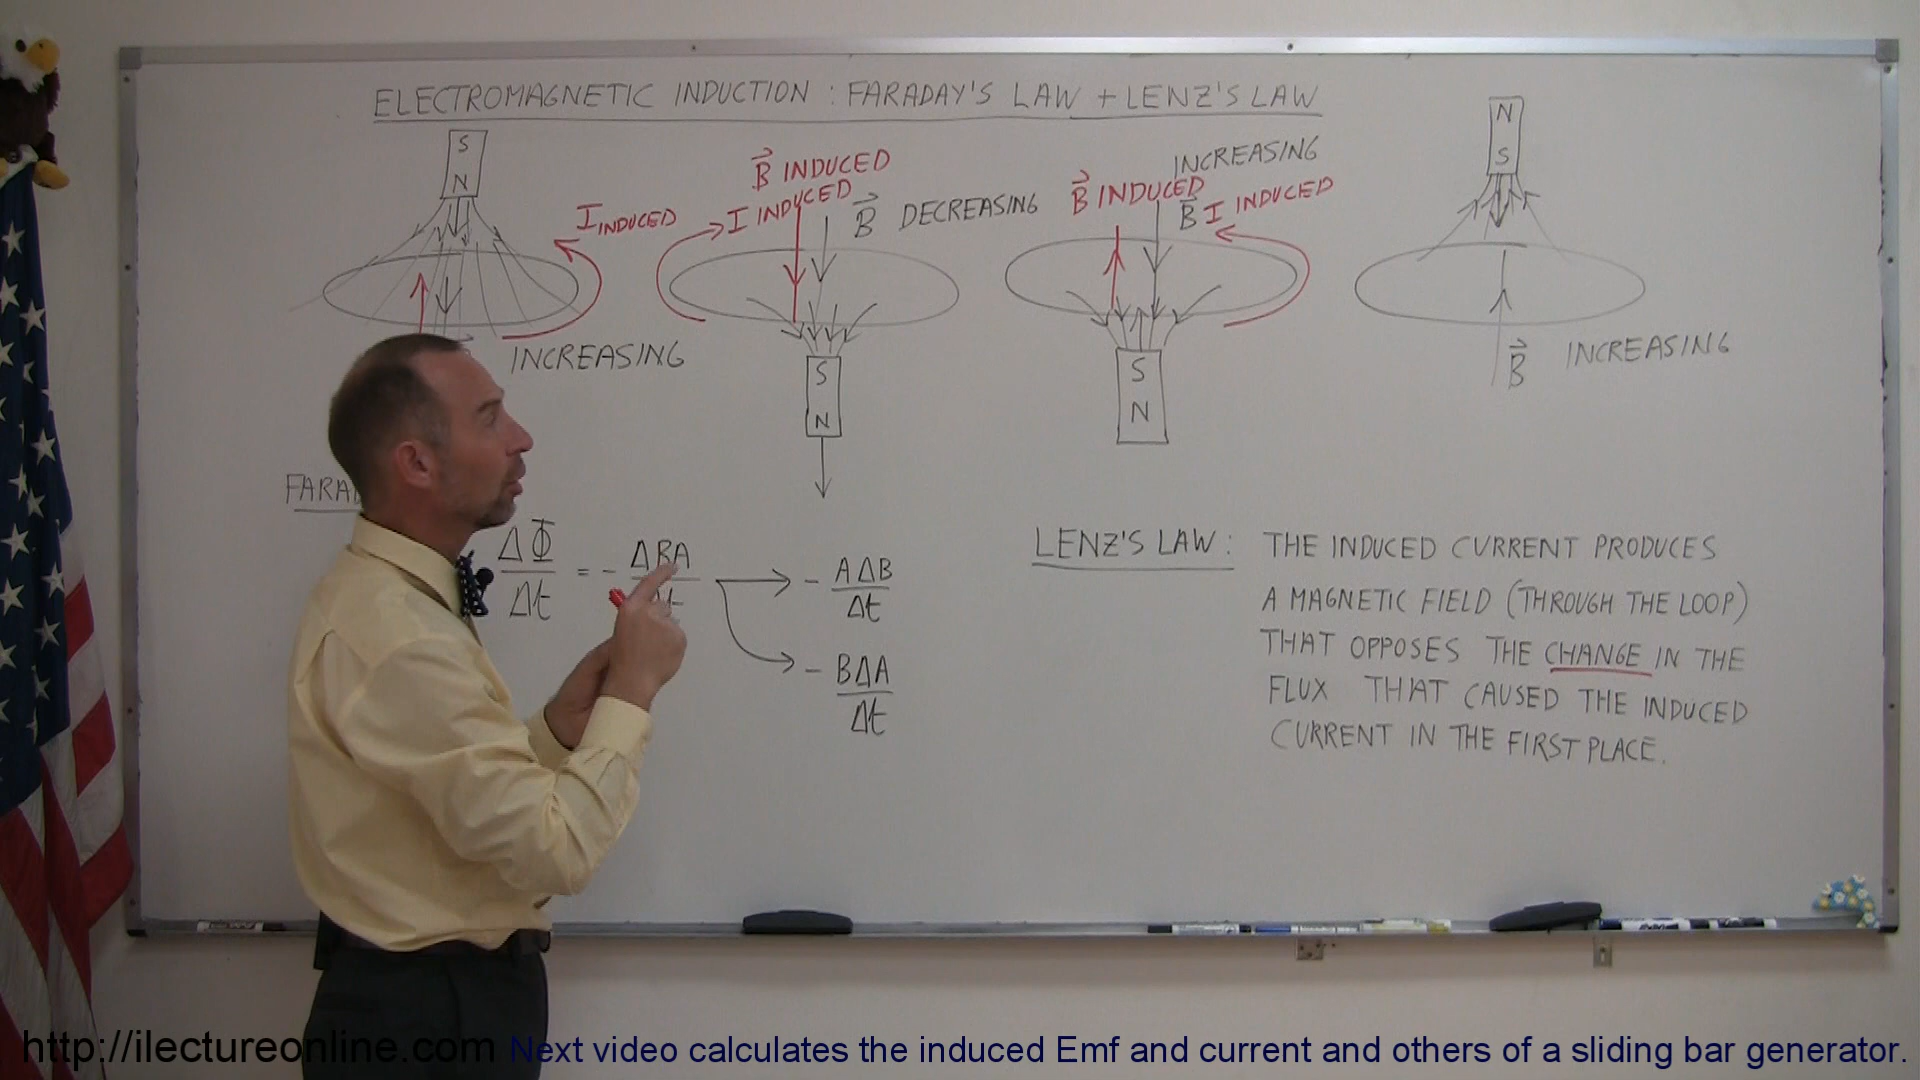 ELECTROMAGNETIC INDUCTION : FARADAY'S LAW + LENZ'S LAW
S
N
I INDUCED
INCREASING
B INDUCED
I INDUCED
B DECREASING
S
N
INCREASING
B INDUCED
B I INDUCED
S
N
N
S
B INCREASING
FARA
ΔΦ/Δt = - ΔBA/Δt
- AΔB/Δt
- BΔA/Δt
LENZ'S LAW : THE INDUCED CURRENT PRODUCES
A MAGNETIC FIELD (THROUGH THE LOOP)
THAT OPPOSES THE CHANGE IN THE
FLUX THAT CAUSED THE INDUCED
CURRENT IN THE FIRST PLACE.
http://ilectureonline.com Next video calculates the induced Emf and current and others of a sliding bar generator.